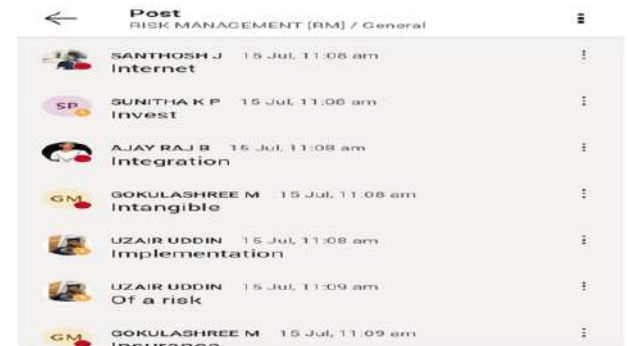 Post
RISK MANAGEMENT [RM] / General
SANTHOSH J 15 Jul, 11:08 am
Internet
SP
SUNITHA K P 15 Jul, 11:08 am
Invest
AJAY RAJ B 15 Jul, 11:08 am
Integration
GM
GOKULASHREE M 15 Jul, 11:08 am
Intangible
UZAIR UDDIN 15 Jul, 11:08 am
Implementation
UZAIR UDDIN 15 Jul, 11:09 am
Of a risk
GM
GOKULASHREE M 15 Jul, 11:09 am
Insurance